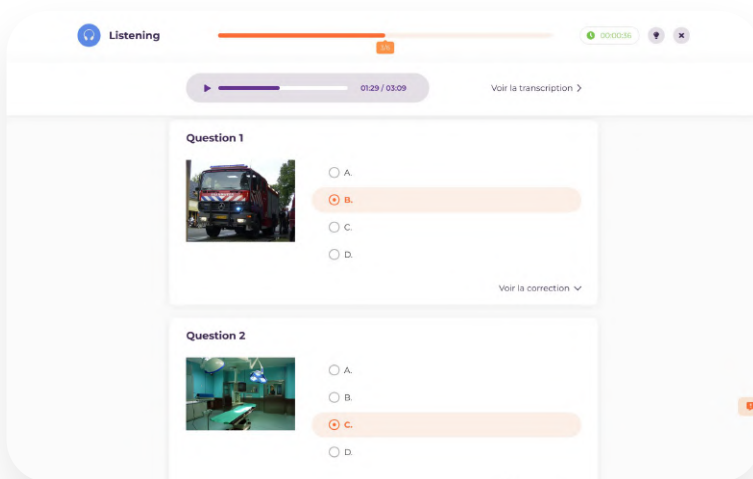 Listening
5%
00:00:36
01:29 / 03:09
Voir la transcription
Question 1
A.
B.
C.
D.
Voir la correction
Question 2
A.
B.
C.
D.